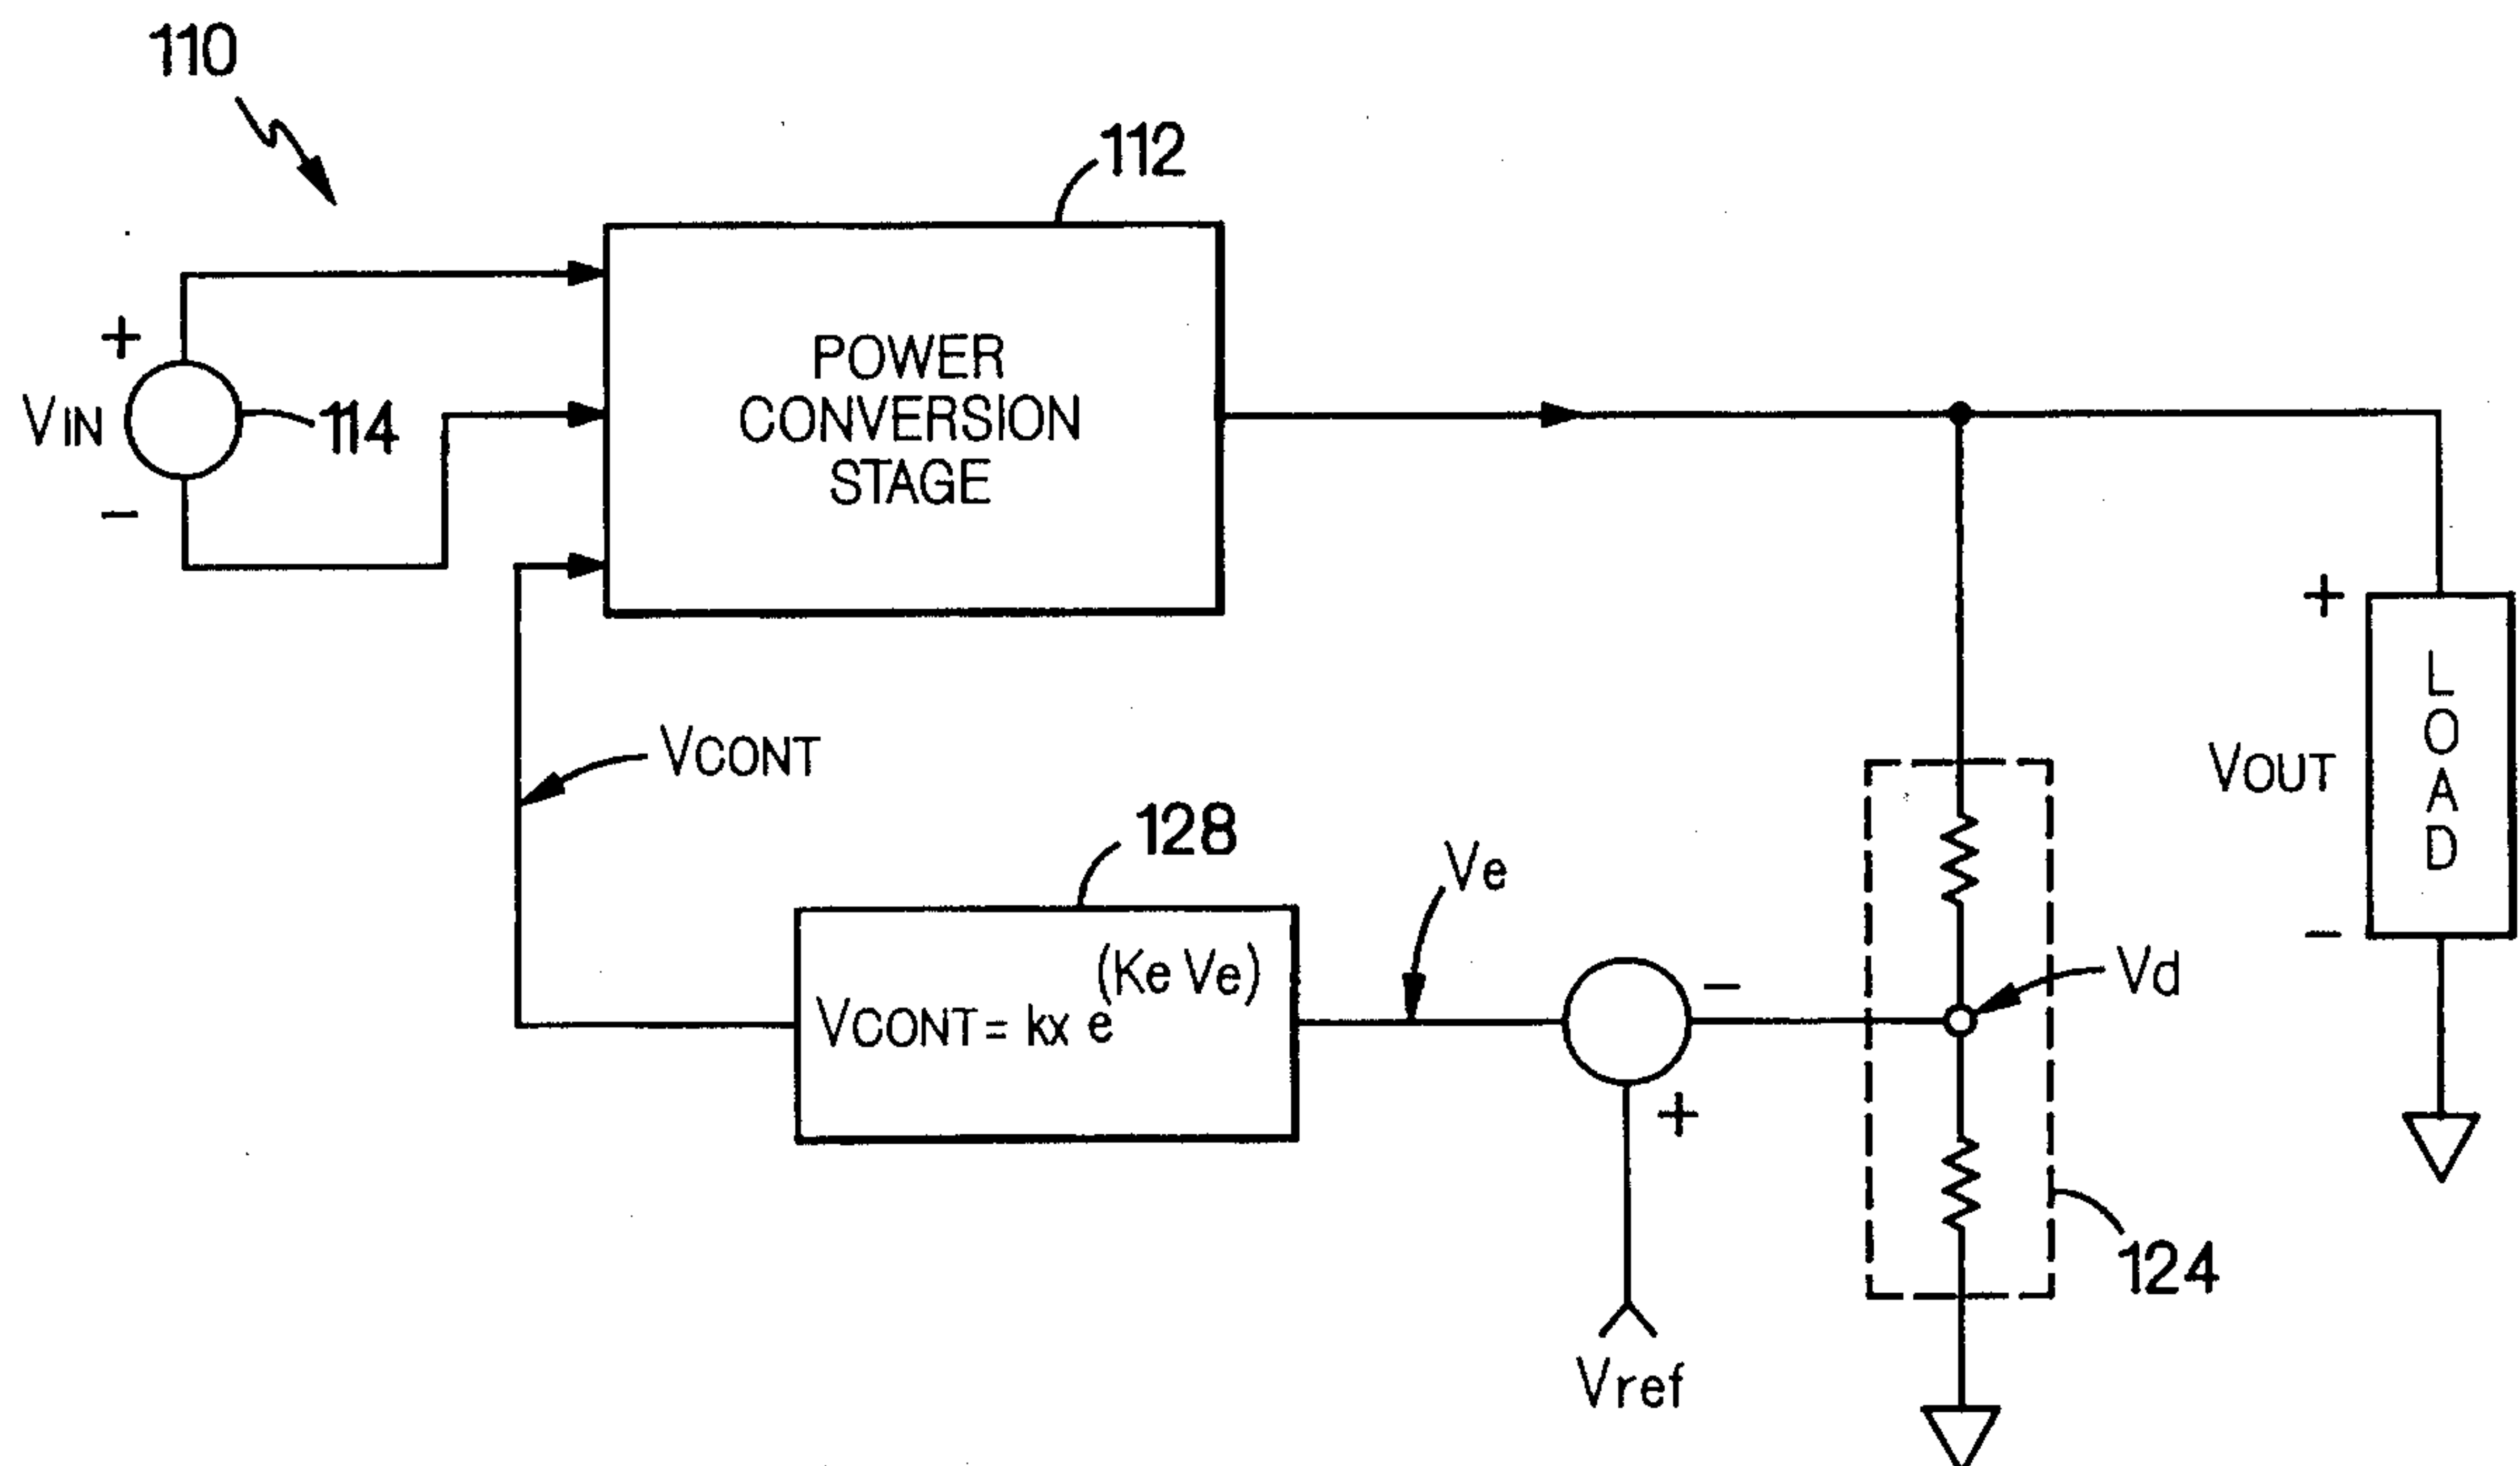 110
112
+
VIN
114
-
POWER
CONVERSION
STAGE
VCONT
128
VCONT = kx e(Ke Ve)
Ve
-
+
Vref
Vd
124
+
VOUT
-
LOAD